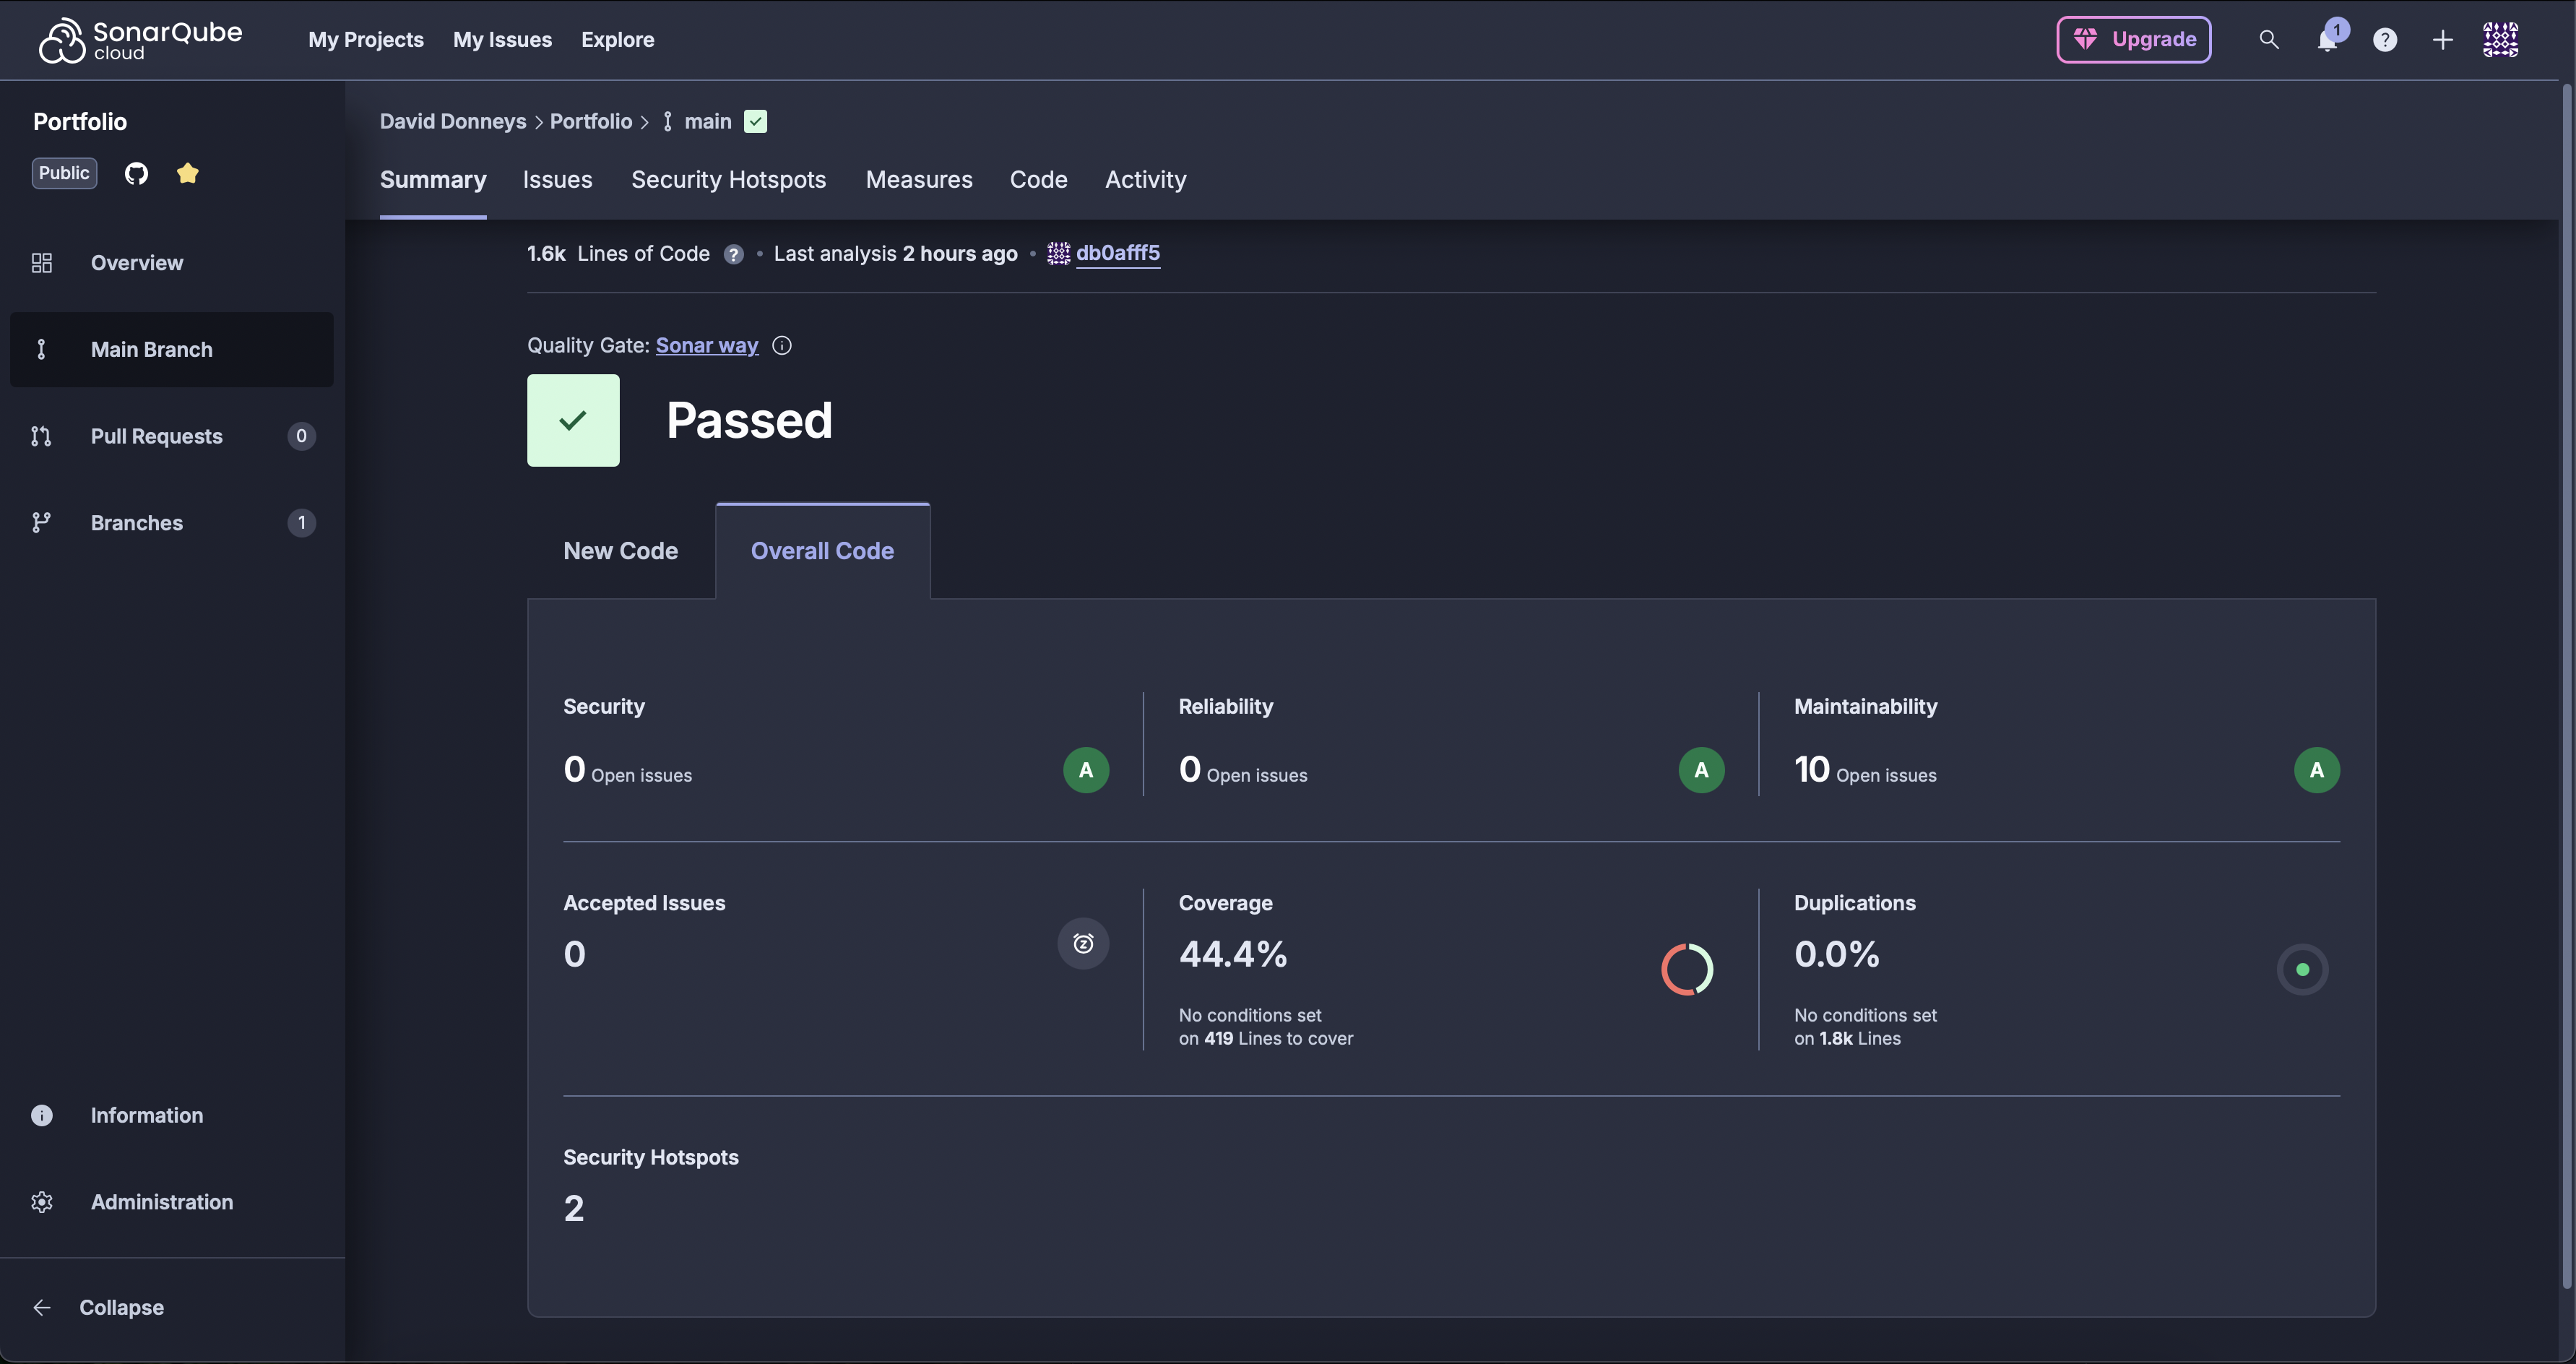 SonarQube
cloud
My Projects
My Issues
Explore
Upgrade
1
?
Portfolio
Public
Overview
Main Branch
Pull Requests 0
Branches 1
Information
Administration
Collapse
David Donneys > Portfolio > main
Summary
Issues
Security Hotspots
Measures
Code
Activity
1.6k Lines of Code ? • Last analysis 2 hours ago • db0afff5
Quality Gate: Sonar way
Passed
New Code
Overall Code
Security
0 Open issues
A
Reliability
0 Open issues
A
Maintainability
10 Open issues
A
Accepted Issues
0
Coverage
44.4%
No conditions set
on 419 Lines to cover
Duplications
0.0%
No conditions set
on 1.8k Lines
Security Hotspots
2